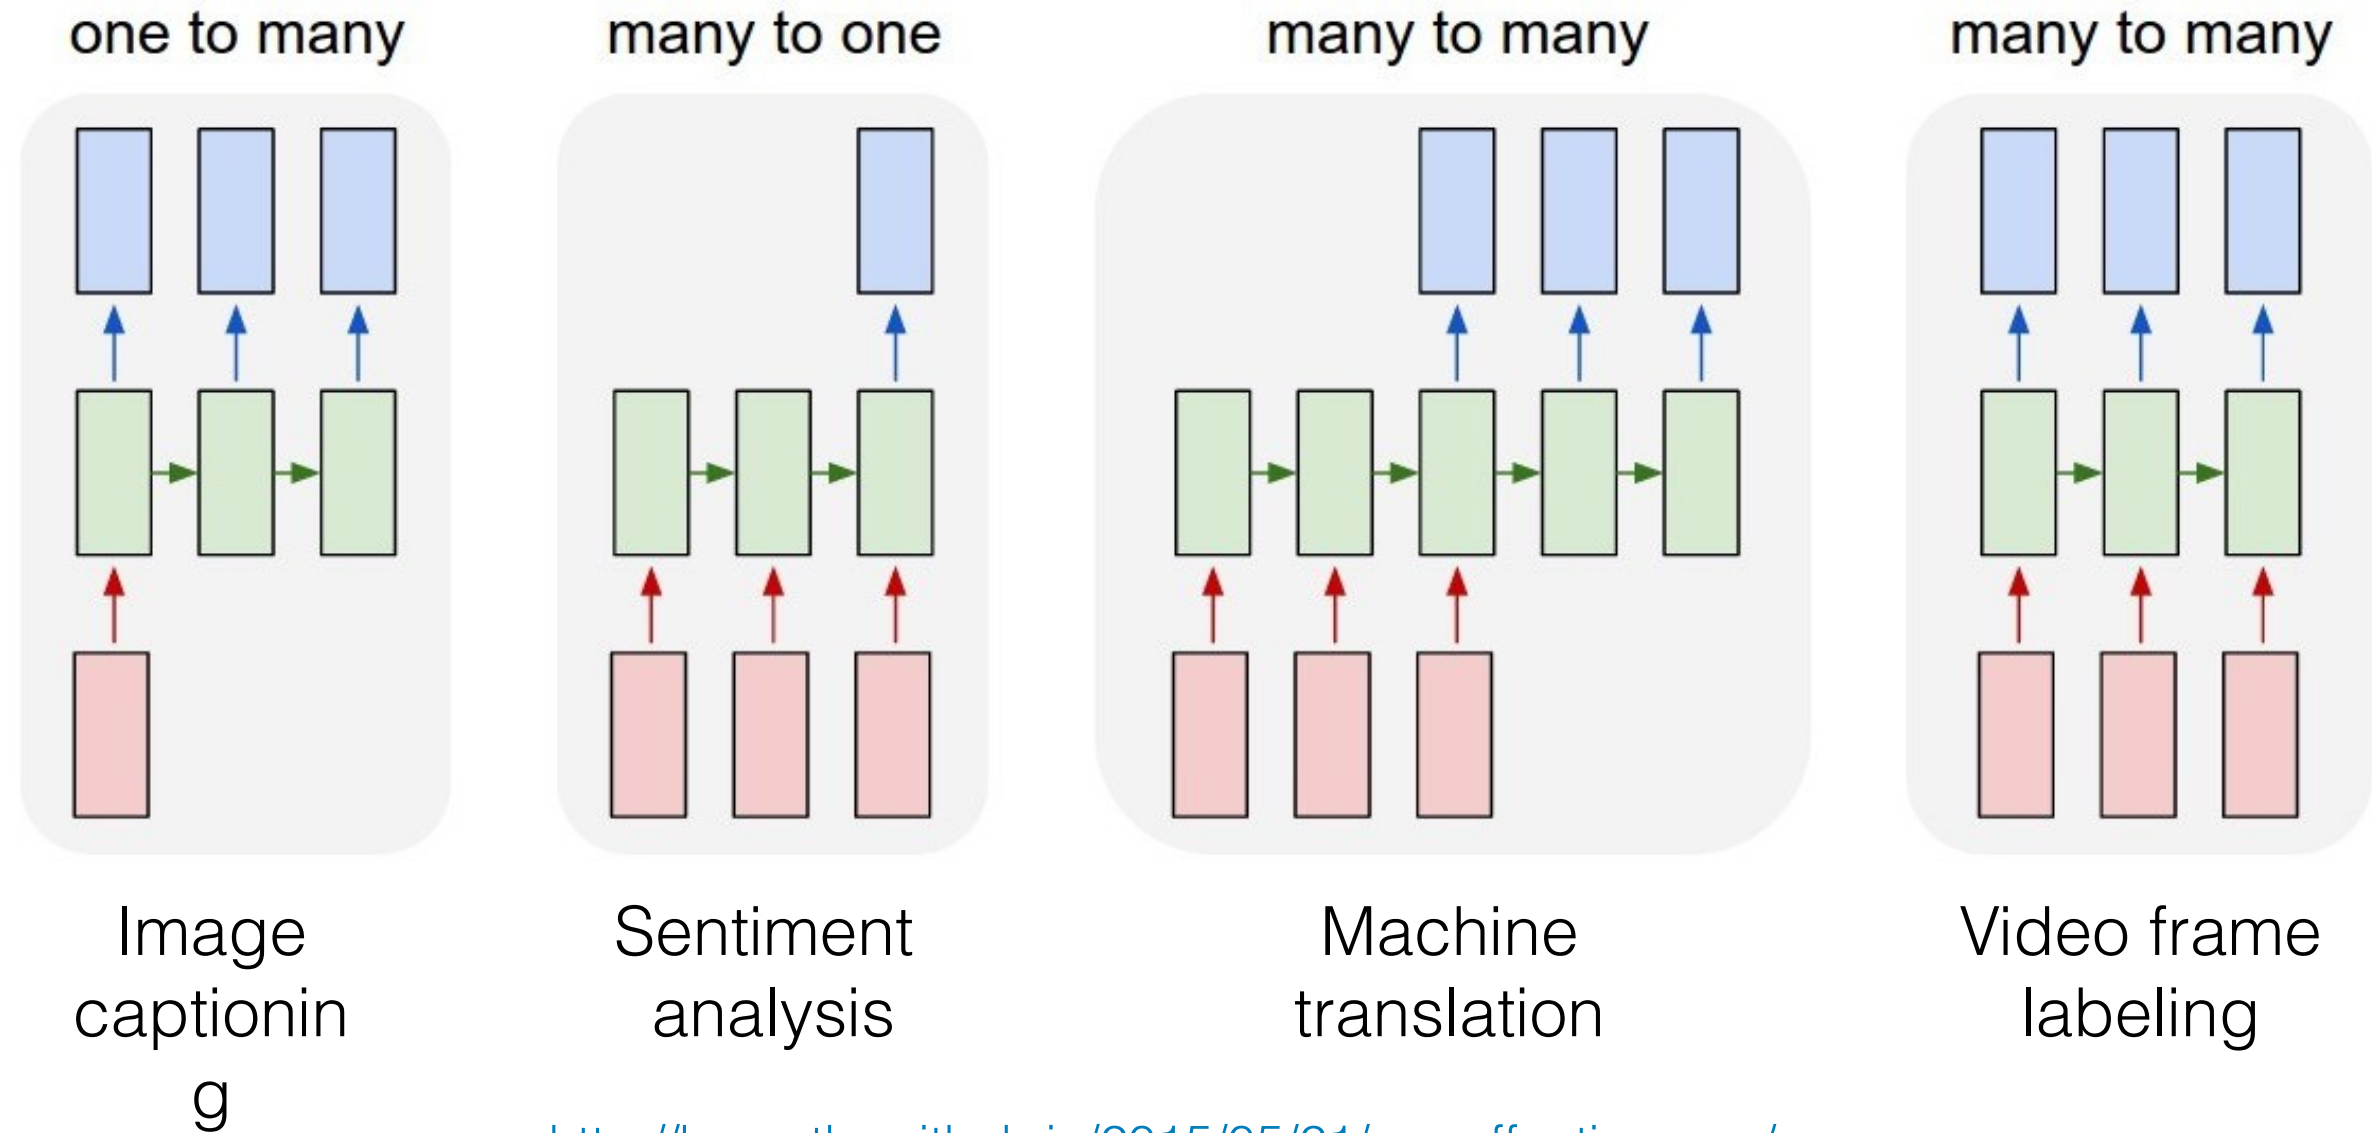 one to many
many to one
many to many
many to many
Image
captionin
g
Sentiment
analysis
Machine
translation
Video frame
labeling